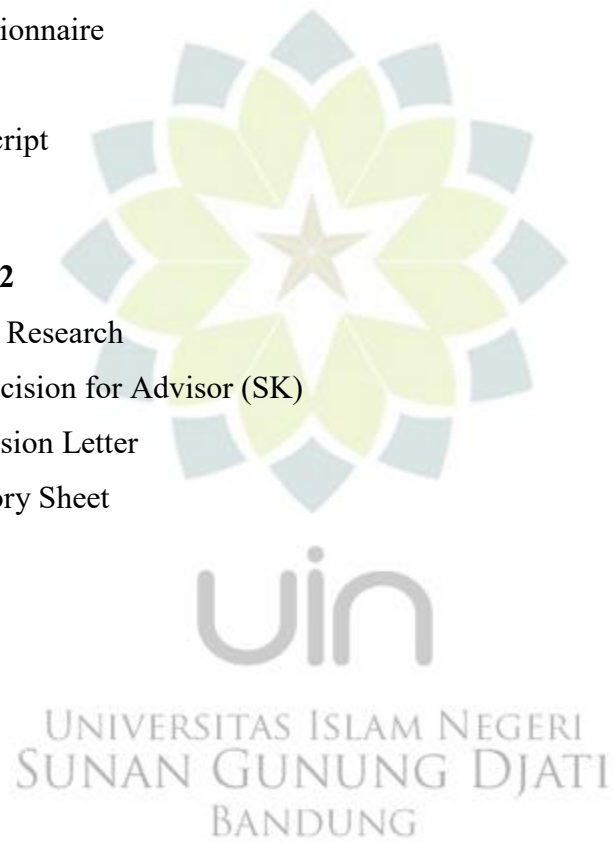 ionnaire
cript
2
Research
cision for Advisor (SK)
sion Letter
ory Sheet
uin
UNIVERSITAS ISLAM NEGERI
SUNAN GUNUNG DJATI
BANDUNG